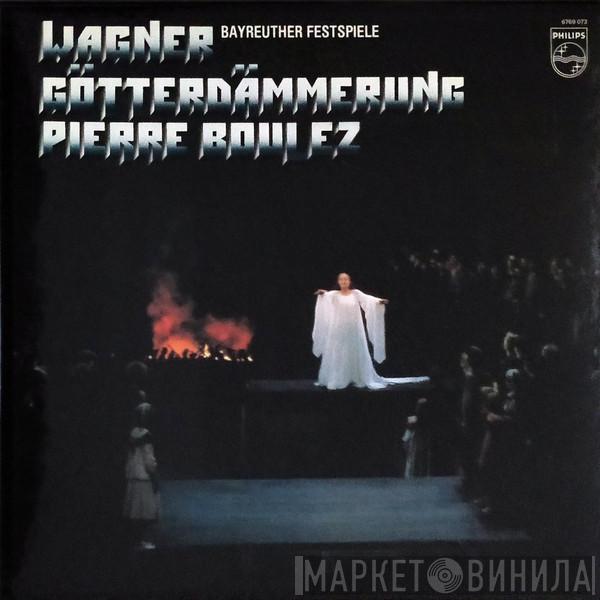 WAGNER BAYREUTHER FESTSPIELE
GÖTTERDÄMMERUNG
PIERRE BOULEZ
6769 073
PHILIPS
МАРКЕТ ВИНИЛА